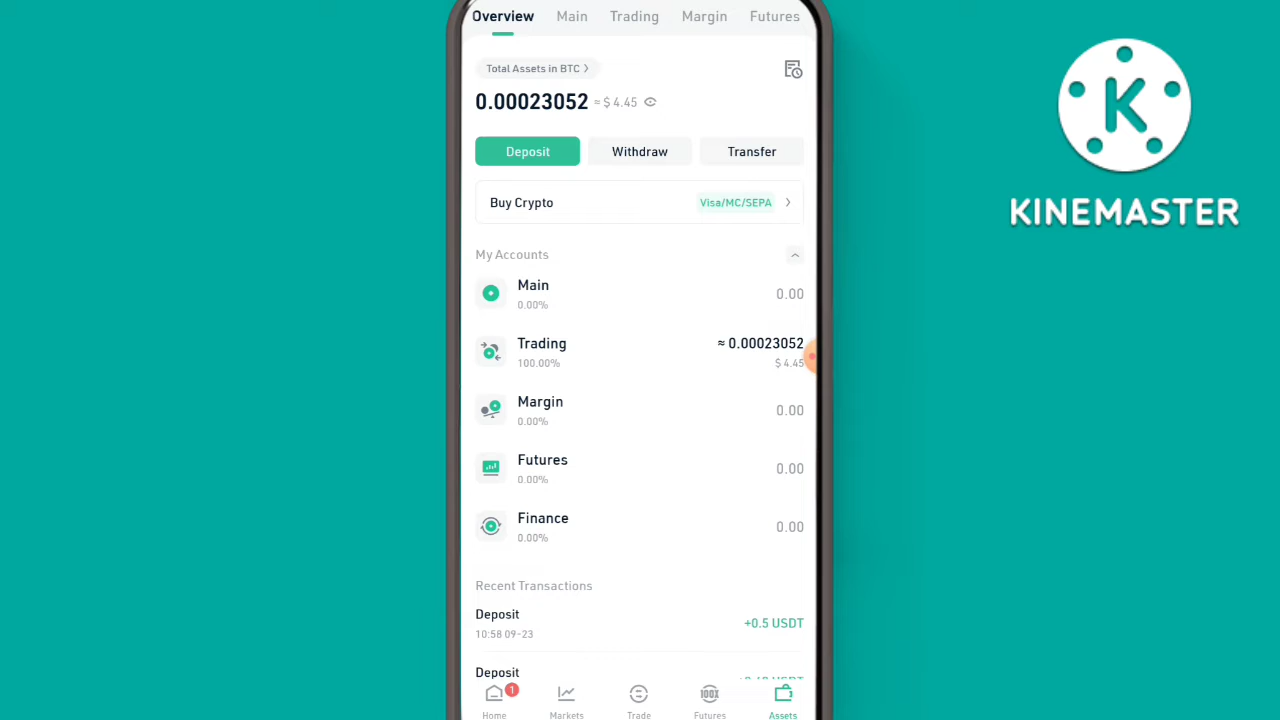 Overview Main Trading Margin Futures
Total Assets in BTC >
0.00023052 ≈ $ 4.45
Deposit Withdraw Transfer
Buy Crypto Visa/MC/SEPA >
My Accounts
Main 0.00
0.00%
Trading ≈ 0.00023052
100.00% $ 4.45
Margin 0.00
0.00%
Futures 0.00
0.00%
Finance 0.00
0.00%
Recent Transactions
Deposit +0.5 USDT
10:58 09-23
Deposit
1
100X
Home Markets Trade Futures Assets
K
KINEMASTER